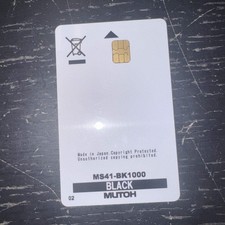 Made in Japan Copyright Protected
Unauthorized copying prohibited.
MS41-BK1000
BLACK
MUTOH
02